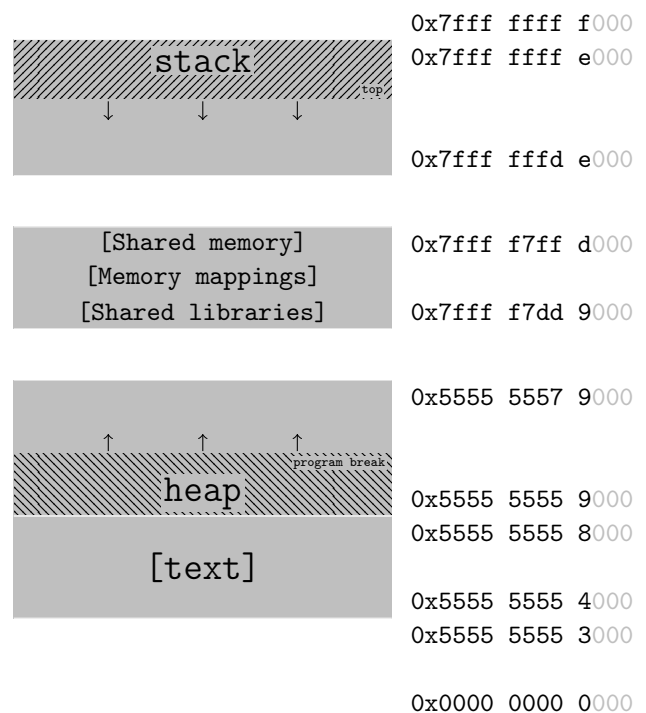 0x7fff ffff f000
stack
0x7fff ffff e000
top
↓ ↓ ↓
0x7fff fffd e000
[Shared memory]
0x7fff f7ff d000
[Memory mappings]
[Shared libraries]
0x7fff f7dd 9000
0x5555 5557 9000
↑ ↑ ↑
program break
heap
0x5555 5555 9000
0x5555 5555 8000
[text]
0x5555 5555 4000
0x5555 5555 3000
0x0000 0000 0000